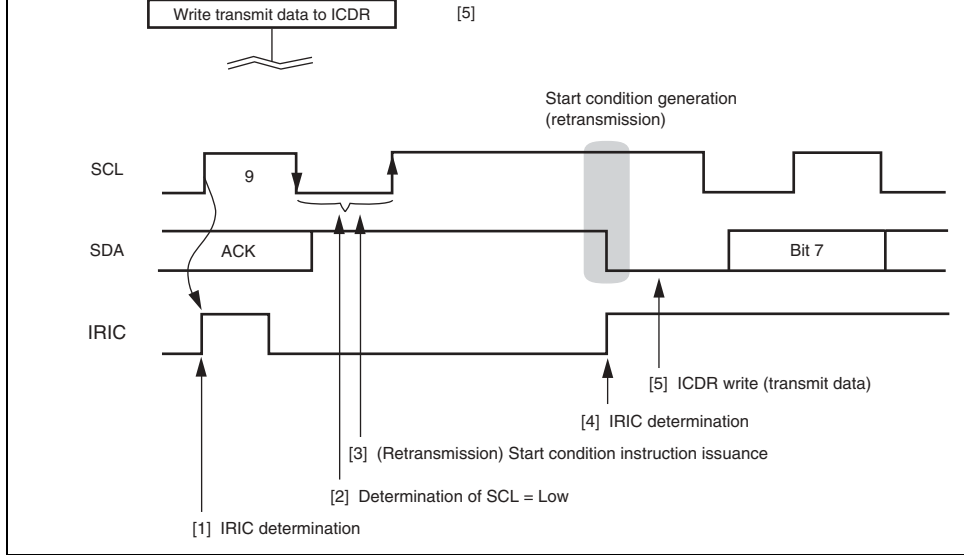 Write transmit data to ICDR [5]
Start condition generation
(retransmission)
SCL
9
SDA
ACK
Bit 7
IRIC
[5] ICDR write (transmit data)
[4] IRIC determination
[3] (Retransmission) Start condition instruction issuance
[2] Determination of SCL = Low
[1] IRIC determination